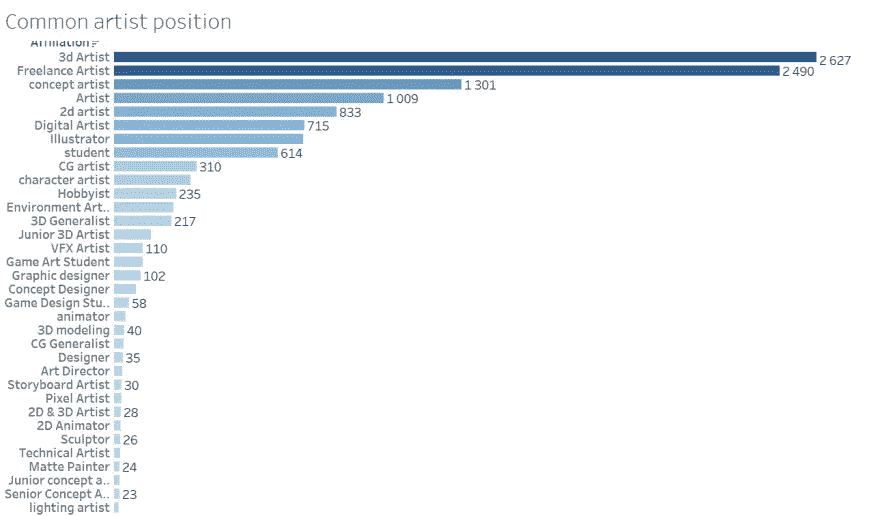 Common artist position
Affiliation
3d Artist 2 627
Freelance Artist 2 490
concept artist 1 301
Artist 1 009
2d artist 833
Digital Artist 715
Illustrator
student 614
CG artist 310
character artist
Hobbyist 235
Environment Art..
3D Generalist 217
Junior 3D Artist
VFX Artist 110
Game Art Student
Graphic designer 102
Concept Designer
Game Design Stu.. 58
animator
3D modeling 40
CG Generalist
Designer 35
Art Director
Storyboard Artist 30
Pixel Artist
2D & 3D Artist 28
2D Animator
Sculptor 26
Technical Artist
Matte Painter 24
Junior concept a..
Senior Concept A.. 23
lighting artist